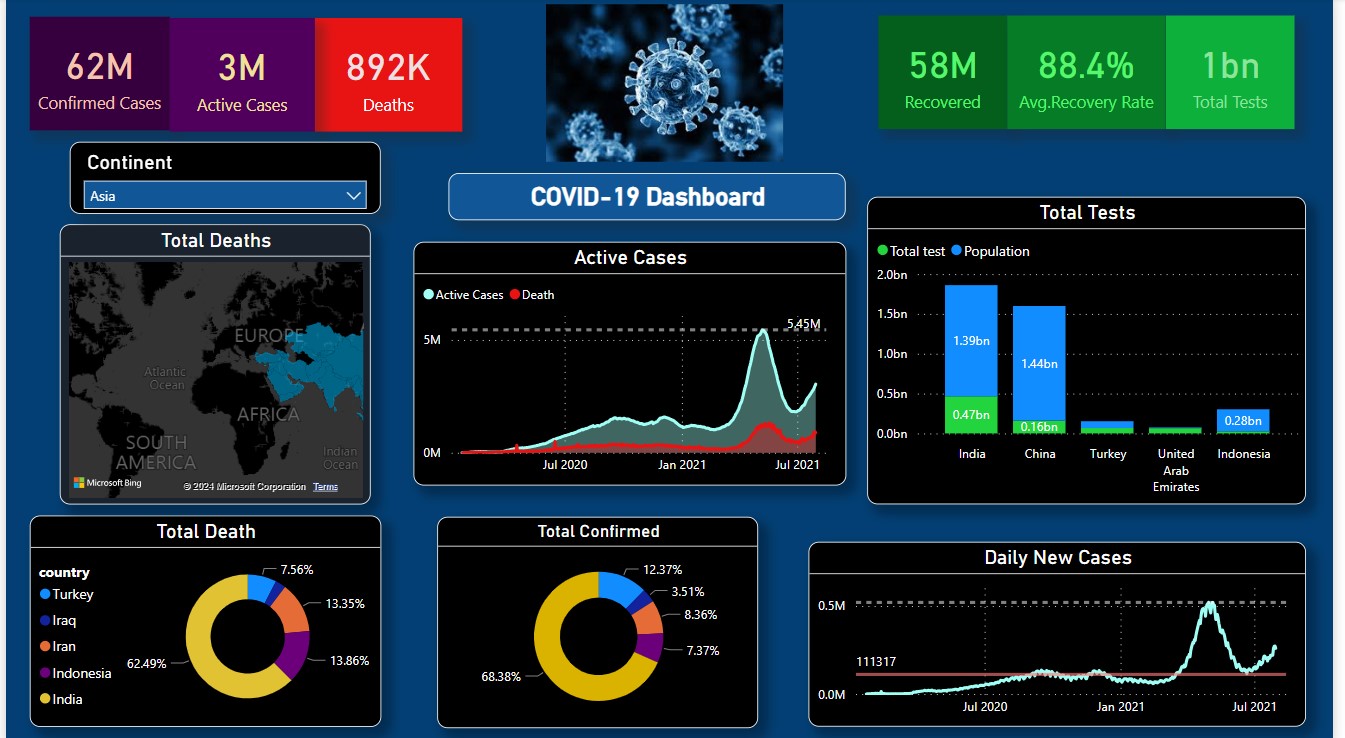 62M
Confirmed Cases
3M
Active Cases
892K
Deaths
58M
Recovered
88.4%
Avg.Recovery Rate
1bn
Total Tests
Continent
Asia
COVID-19 Dashboard
Total Deaths
EUROPE
Atlantic
Ocean
AFRICA
SOUTH
AMERICA
Indian
Ocean
Microsoft Bing
© 2024 Microsoft Corporation Terms
Active Cases
Active Cases Death
5.45M
5M
0M
Jul 2020 Jan 2021 Jul 2021
Total Tests
Total test Population
2.0bn
1.5bn
1.0bn
0.5bn
0.0bn
1.39bn
0.47bn
1.44bn
0.16bn
0.28bn
India China Turkey United Indonesia
Arab
Emirates
Total Death
country
Turkey
Iraq
Iran
Indonesia
India
7.56%
13.35%
13.86%
62.49%
Total Confirmed
12.37%
3.51%
8.36%
7.37%
68.38%
Daily New Cases
0.5M
111317
0.0M
Jul 2020 Jan 2021 Jul 2021